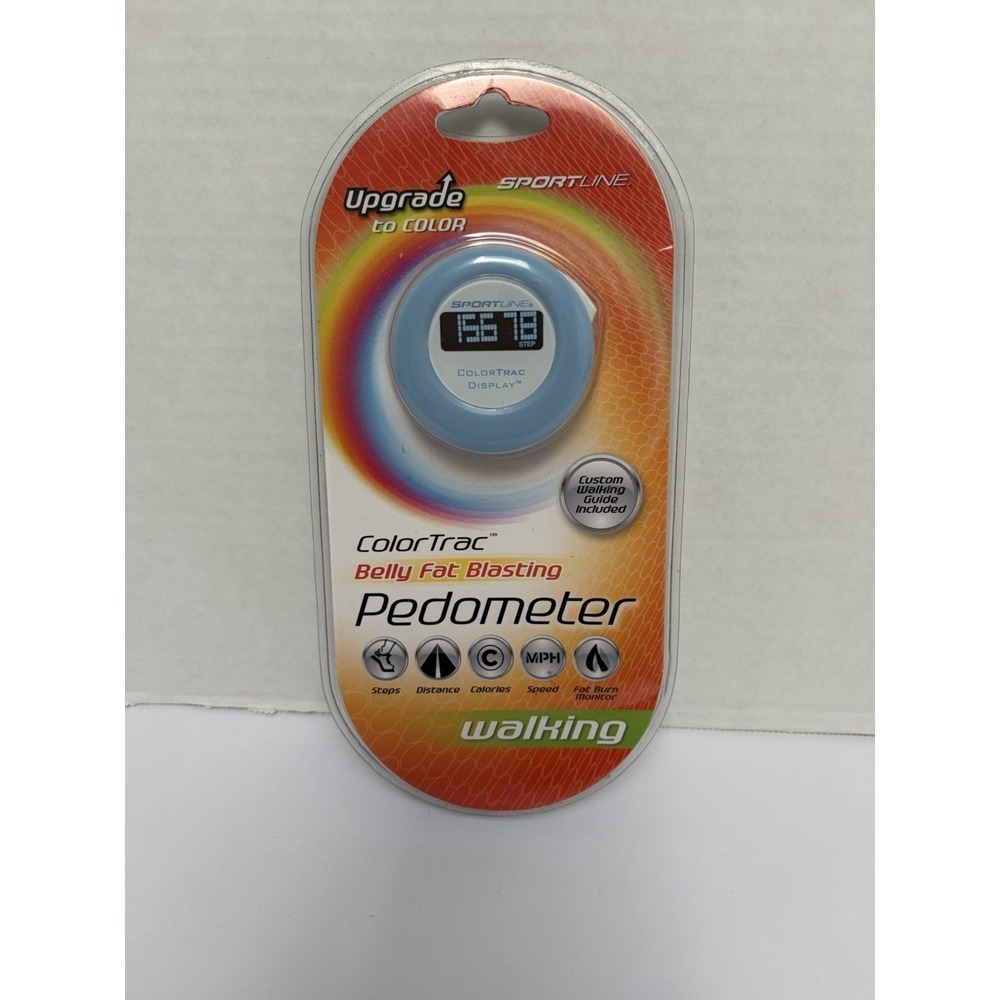 SPORTLINE
Upgrade
to COLOR
SPORTLINE
15678
STEP
COLORTRAC
DISPLAY™
Custom
Walking
Guide
Included
ColorTrac™
Belly Fat Blasting
Pedometer
C
MPH
Steps
Distance
Calories
Speed
Fat Burn
Monitor
walking